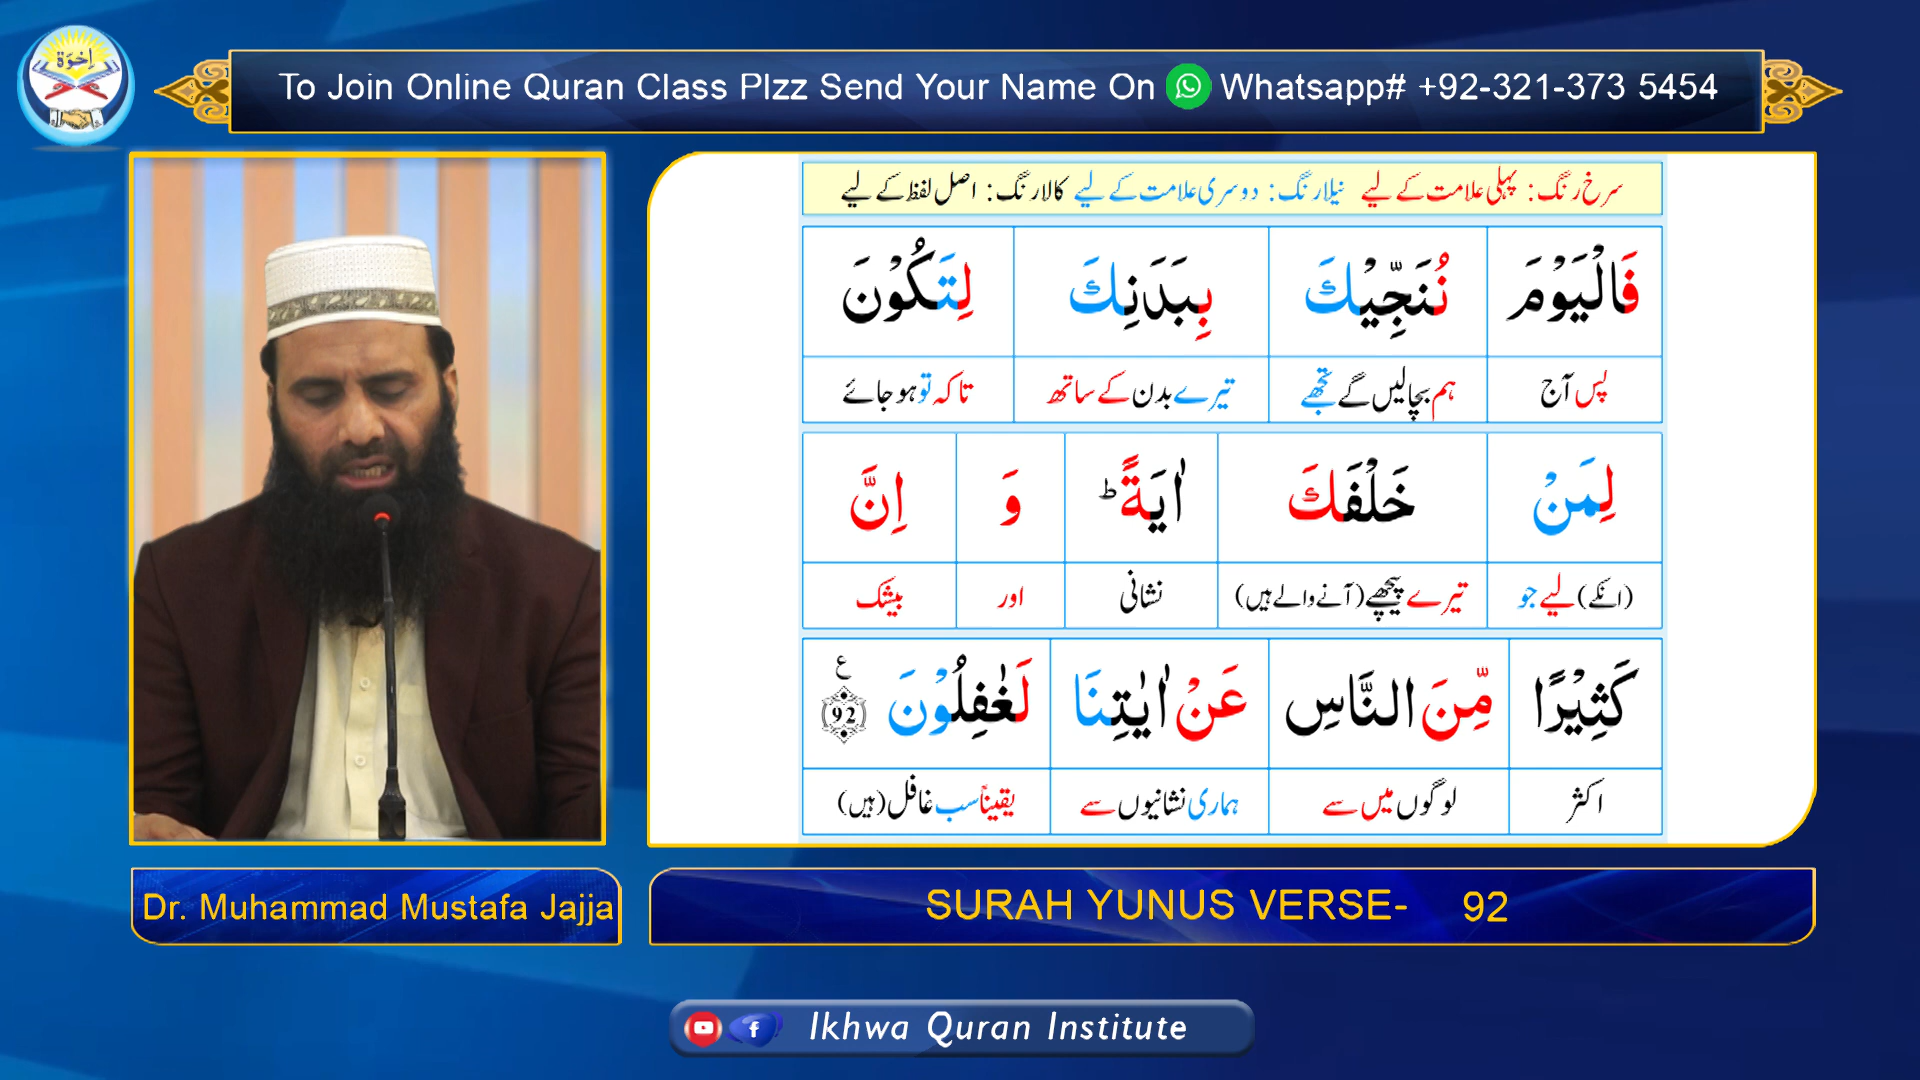 اِخوَة
To Join Online Quran Class Plzz Send Your Name On Whatsapp# +92-321-373 5454
سرخ رنگ: پہلی علامت کے لیے نیلا رنگ: دوسری علامت کے لیے کالا رنگ: اصل لفظ کے لیے
فَالْيَوْمَ نُنَجِّيْكَ بِبَدَنِكَ لِتَكُوْنَ
پس آج ہم بچالیں گے تجھے تیرے بدن کے ساتھ تاکہ تو ہو جائے
لِمَنْ خَلْفَكَ اٰيَةً ؕ وَ اِنَّ
(انکے) لیے جو تیرے پیچھے (آنے والے ہیں) نشانی اور بیشک
كَثِيْرًا مِّنَ النَّاسِ عَنْ اٰيٰتِنَا لَغٰفِلُوْنَ 92 ع
اکثر لوگوں میں سے ہماری نشانیوں سے یقیناً سب غافل (ہیں)
Dr. Muhammad Mustafa Jajja
SURAH YUNUS VERSE- 92
Ikhwa Quran Institute